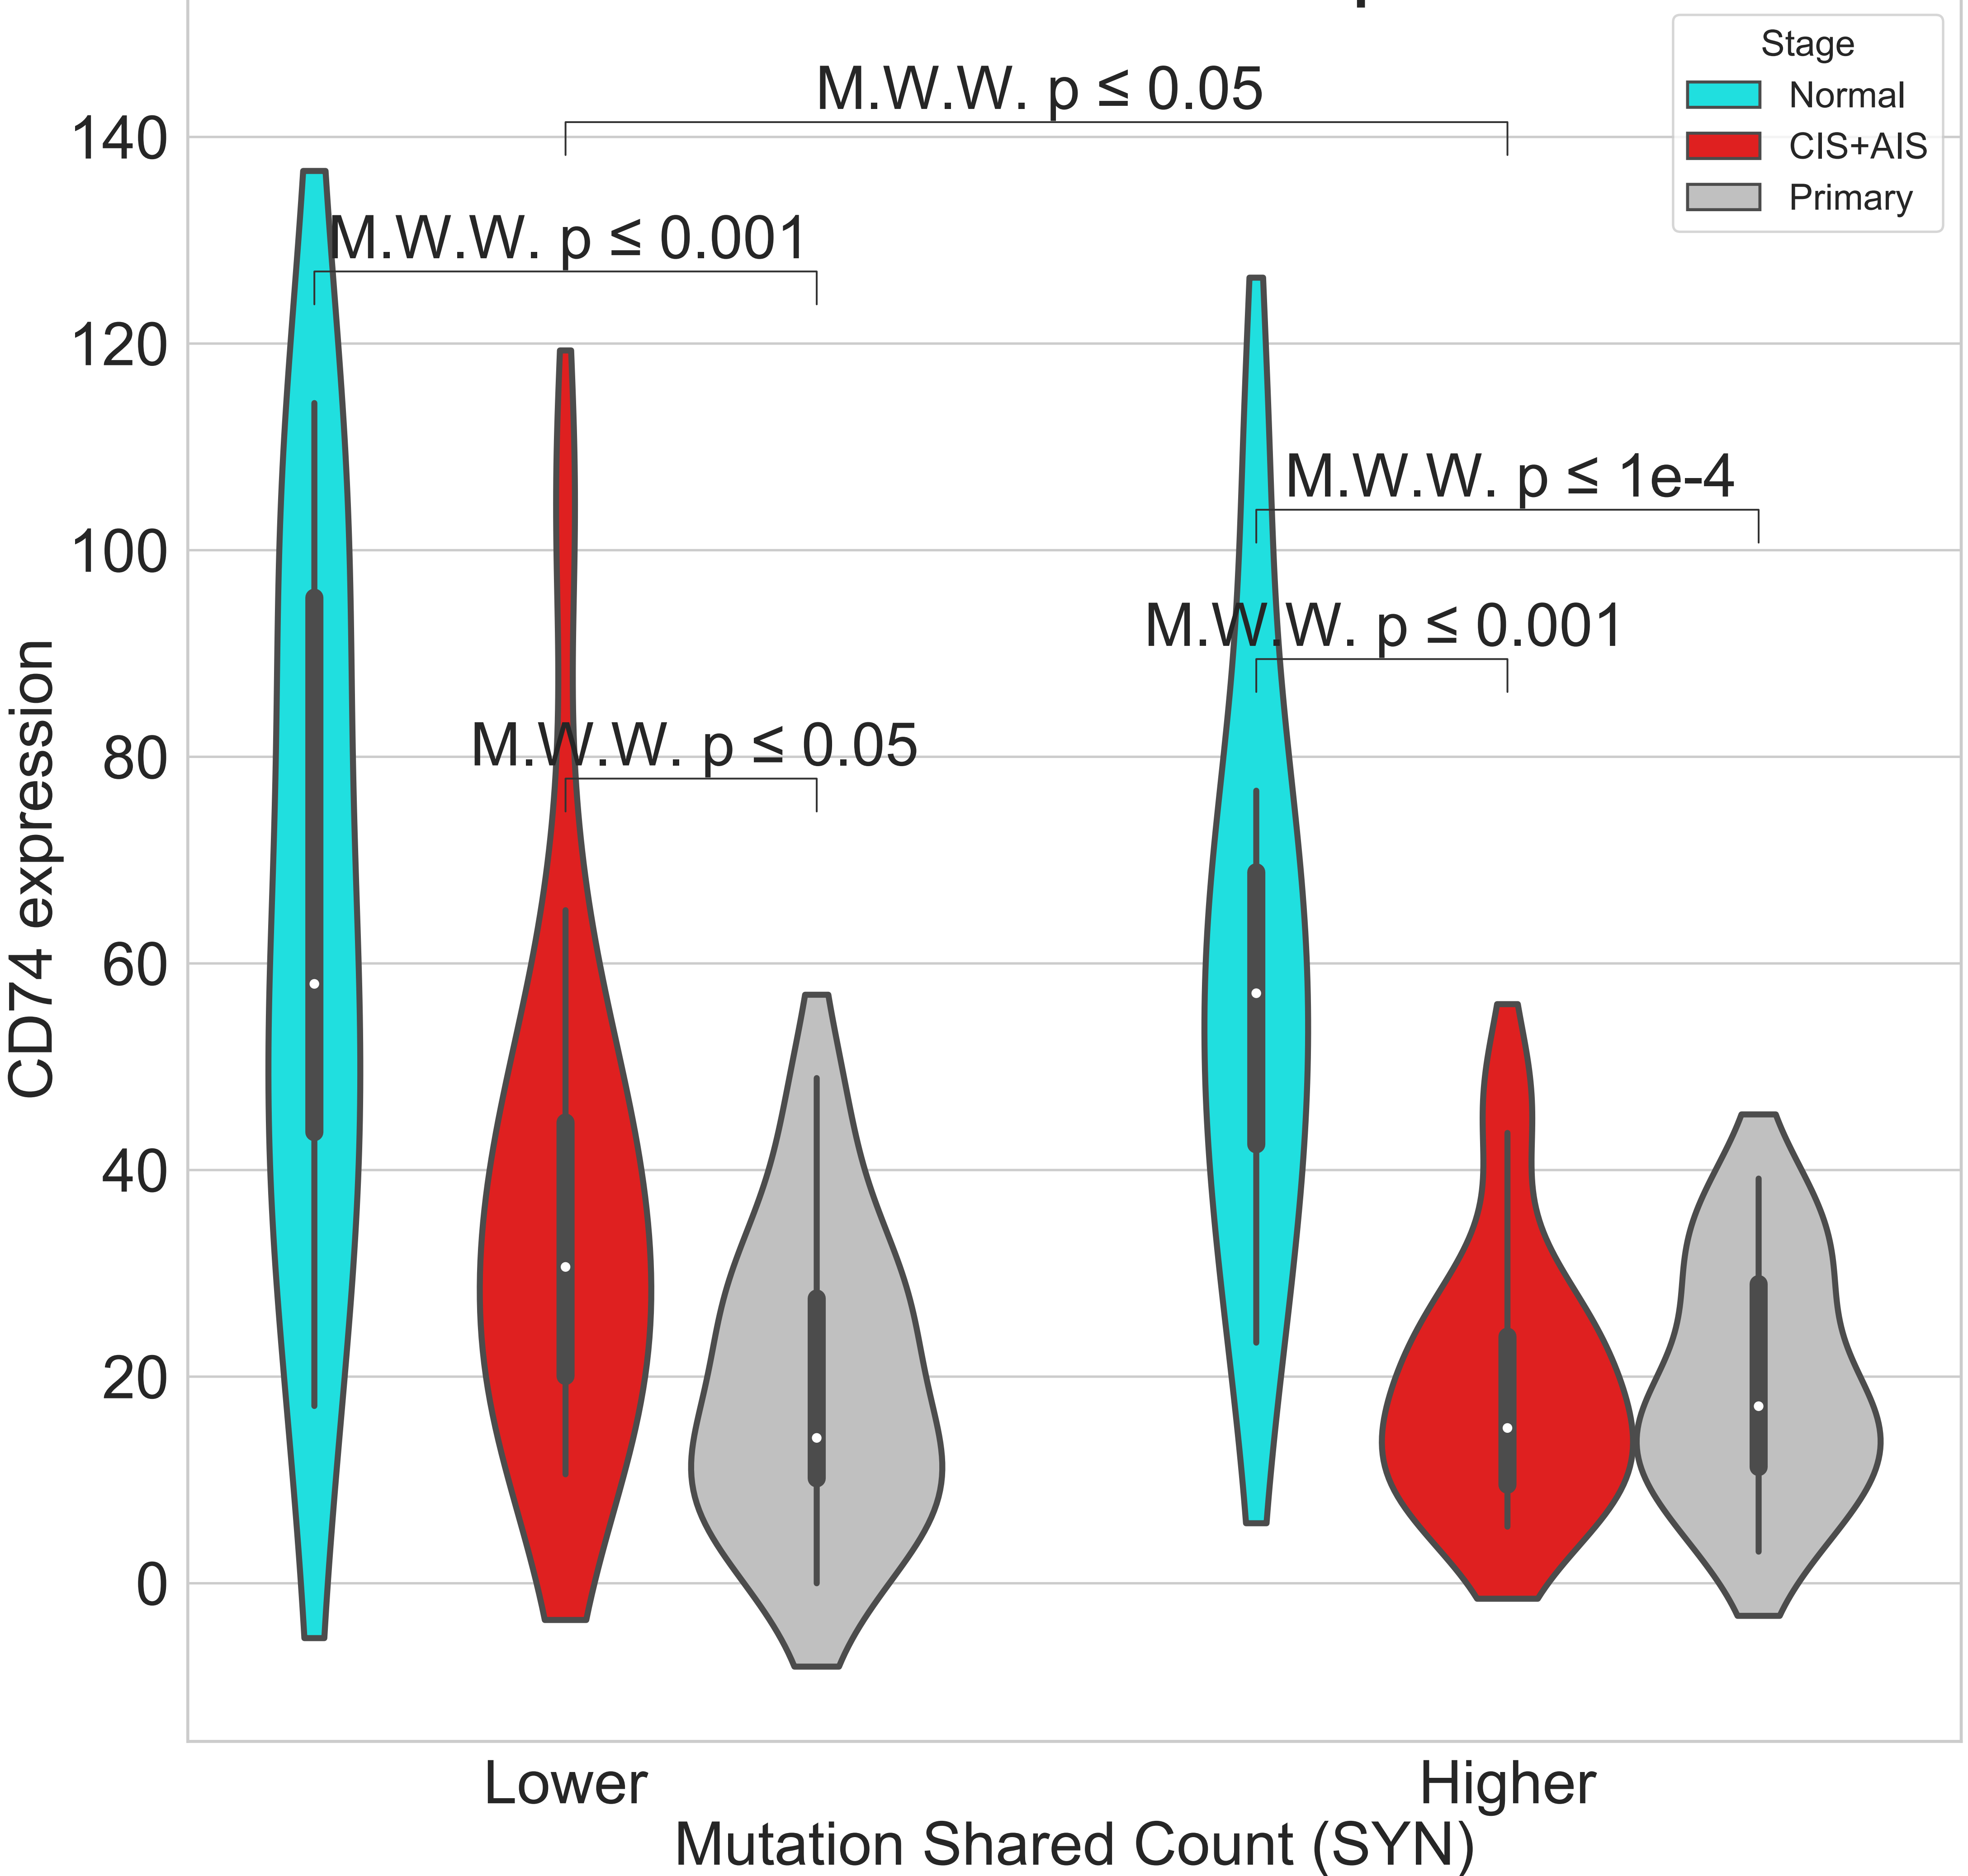 M.W.W. p ≤ 0.05
Stage
Normal
CIS+AIS
Primary
140
M.W.W. p ≤ 0.001
120
M.W.W. p ≤ 1e-4
100
M.W.W. p ≤ 0.001
M.W.W. p ≤ 0.05
80
60
40
20
0
CD74 expression
Lower
Higher
Mutation Shared Count (SYN)